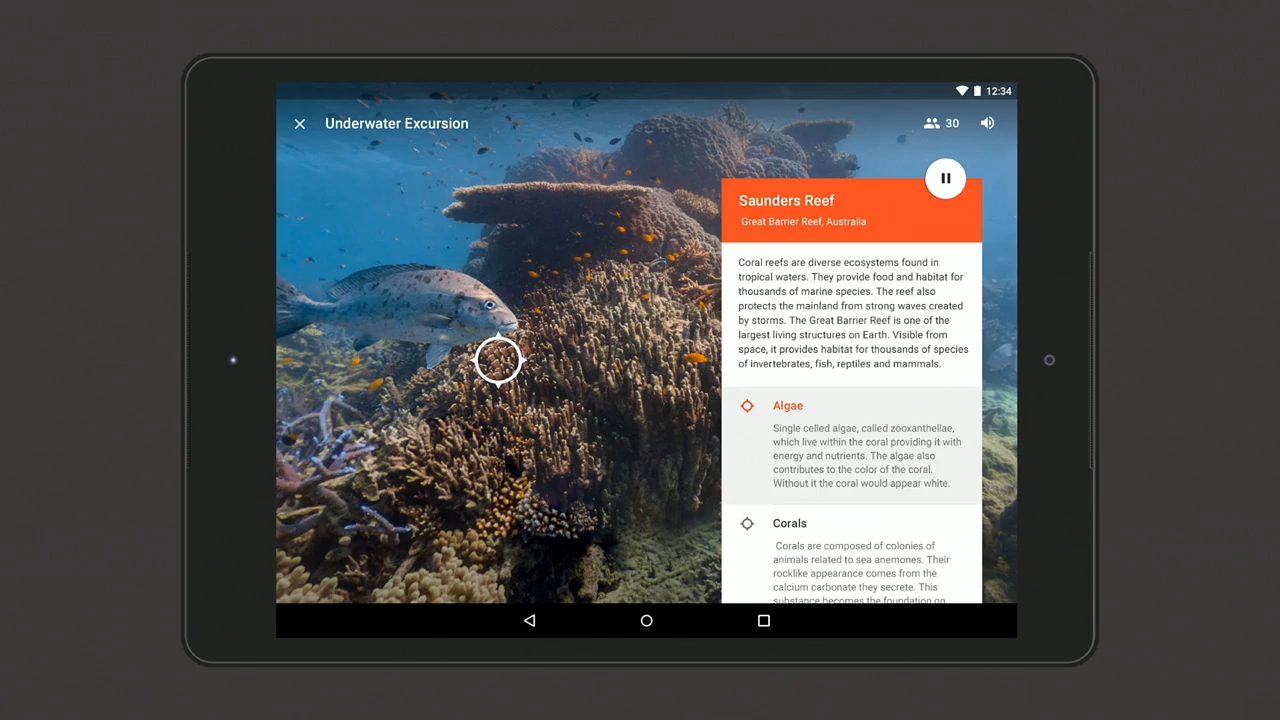 12:34
Underwater Excursion
30
Saunders Reef
Great Barrier Reef, Australia
Coral reefs are diverse ecosystems found in
tropical waters. They provide food and habitat for
thousands of marine species. The reef also
protects the mainland from strong waves created
by storms. The Great Barrier Reef is one of the
largest living structures on Earth. Visible from
space, it provides habitat for thousands of species
of invertebrates, fish, reptiles and mammals.
Algae
Single celled algae, called zooxanthellae,
which live within the coral providing it with
energy and nutrients. The algae also
contributes to the color of the coral.
Without it the coral would appear white.
Corals
Corals are composed of colonies of
animals related to sea anemones. Their
rocklike appearance comes from the
calcium carbonate they secrete. This
substance becomes the foundation on